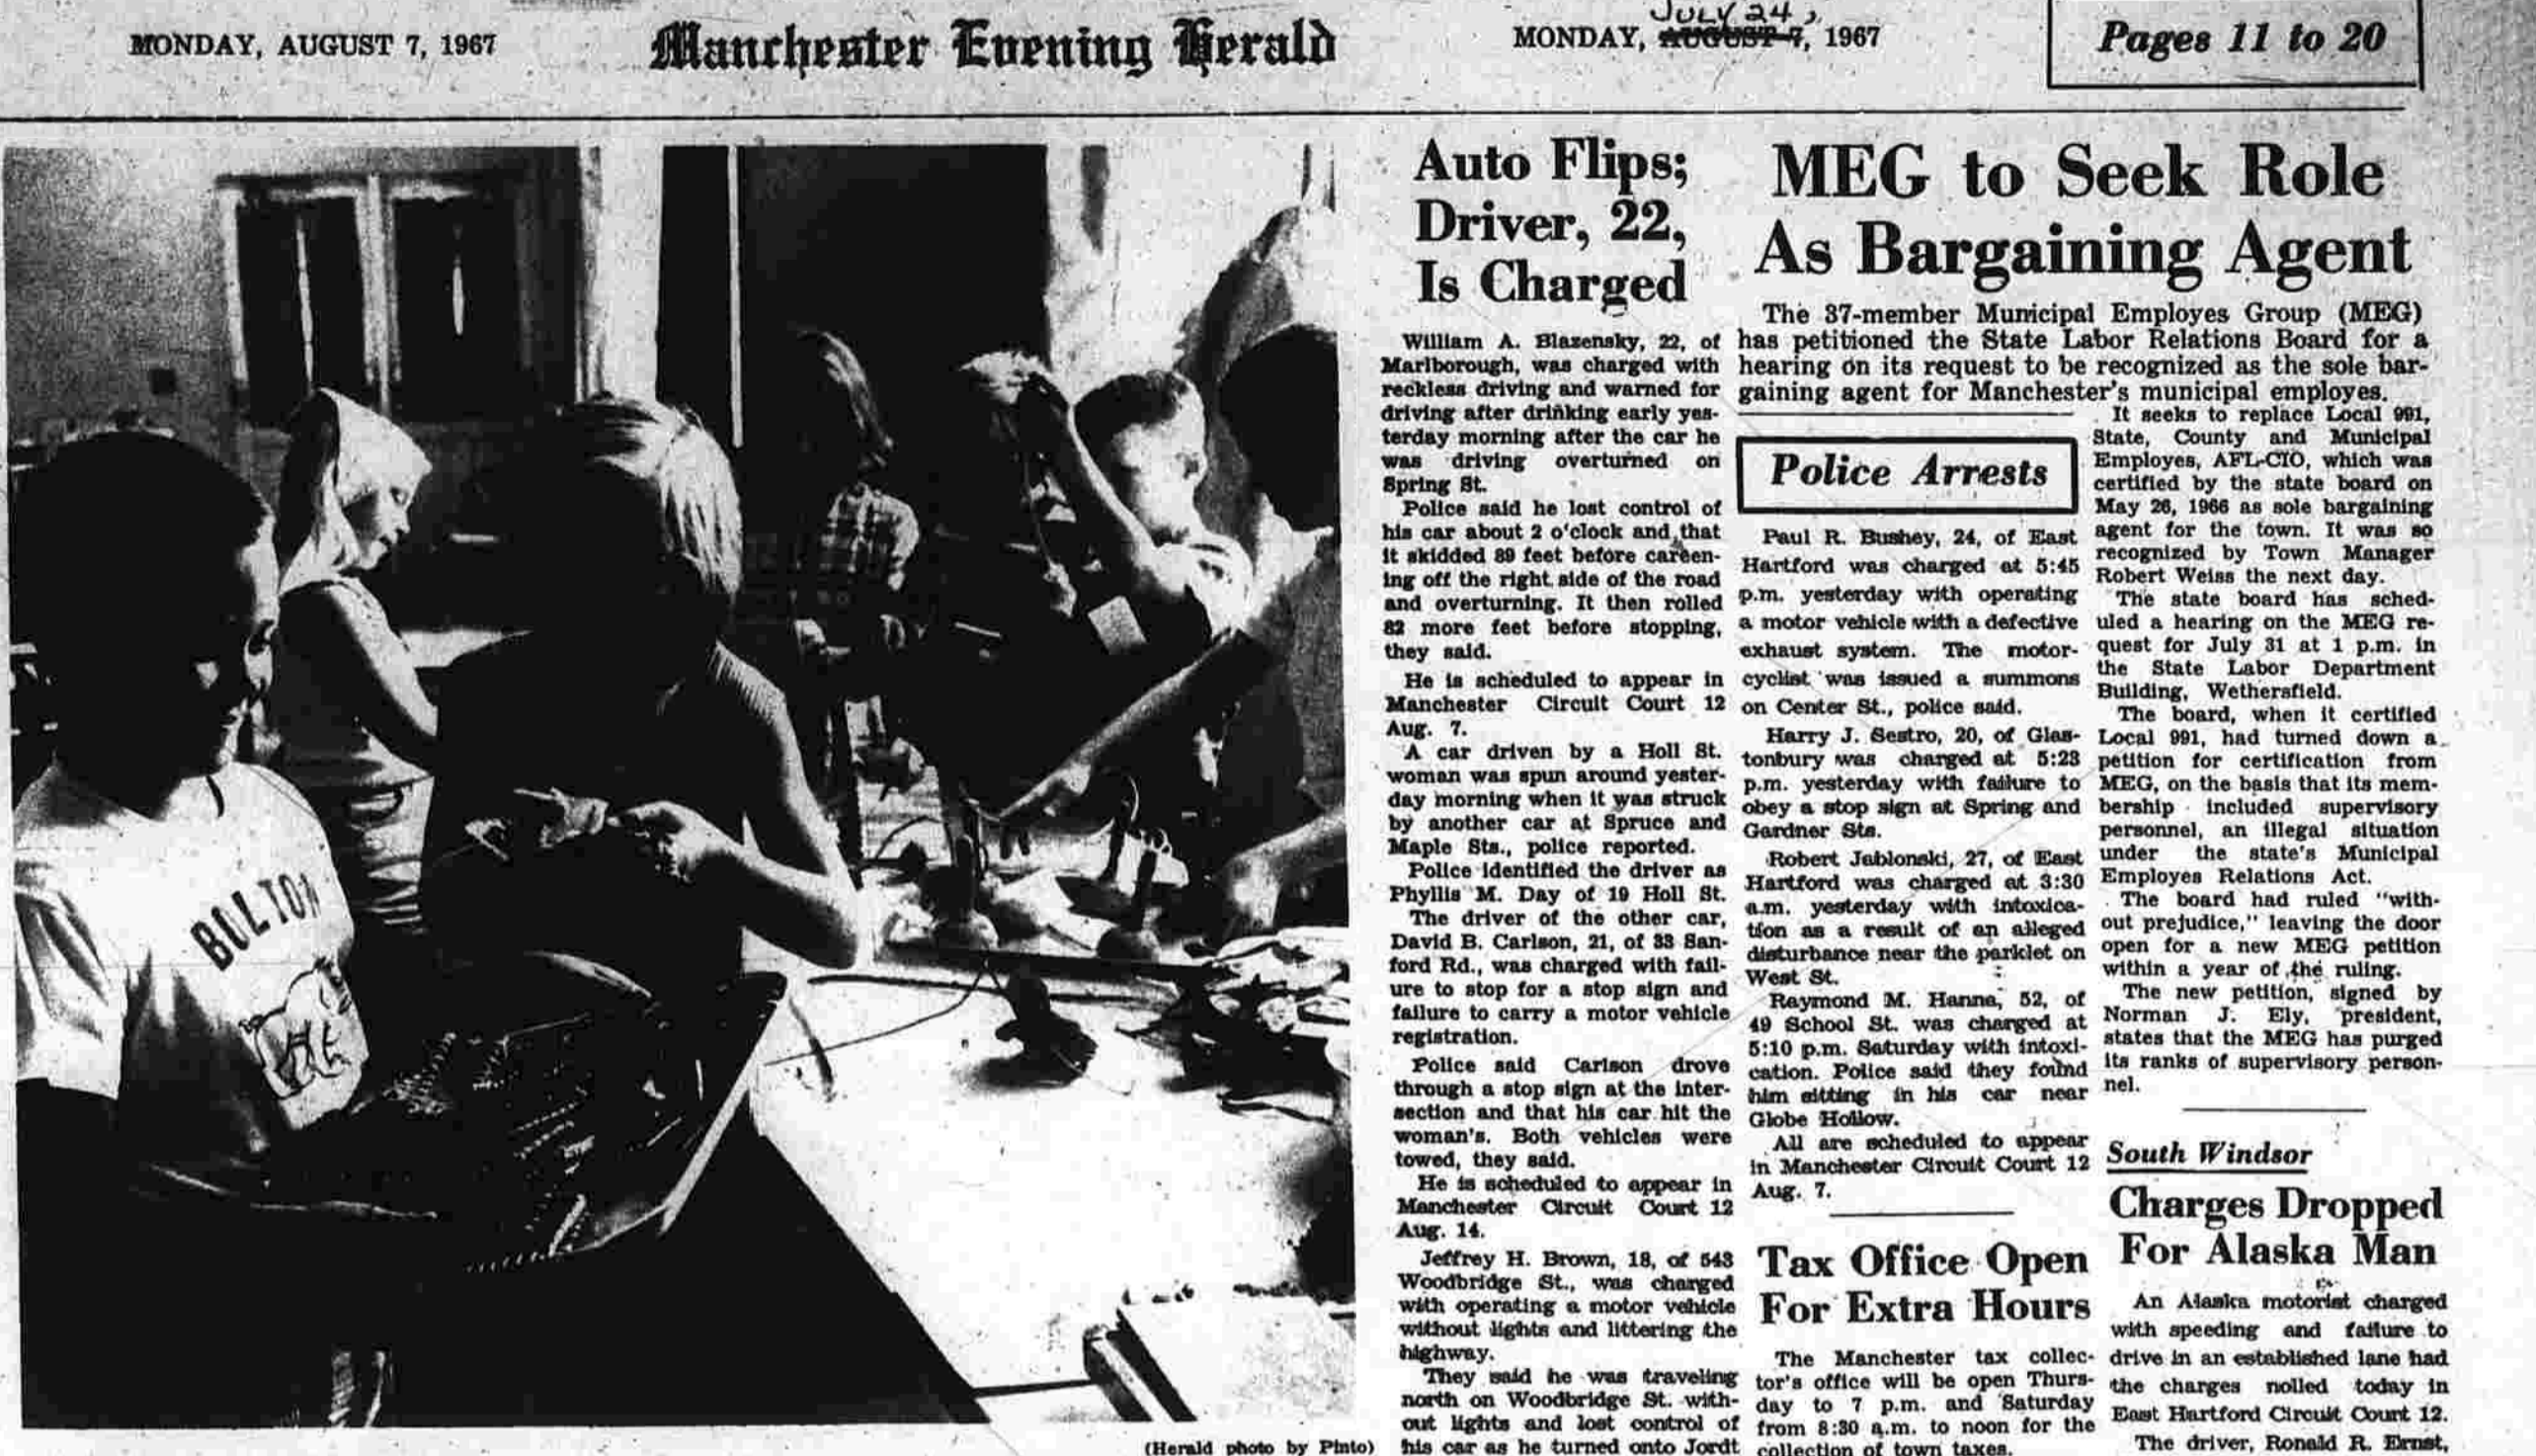 MONDAY, AUGUST 7, 1967
Manchester Evening Herald
JULY 24,
MONDAY, AUGUST 7, 1967
Pages 11 to 20
BOLTON
(Herald photo by Pinto)
Auto Flips;
Driver, 22,
Is Charged
William A. Blazensky, 22, of
Marlborough, was charged with
reckless driving and warned for
driving after drinking early yes-
terday morning after the car he
was driving overturned on
Spring St.
Police said he lost control of
his car about 2 o'clock and that
it skidded 89 feet before careen-
ing off the right side of the road
and overturning. It then rolled
82 more feet before stopping,
they said.
He is scheduled to appear in
Manchester Circuit Court 12
Aug. 7.
A car driven by a Holl St.
woman was spun around yester-
day morning when it was struck
by another car at Spruce and
Maple Sts., police reported.
Police identified the driver as
Phyllis M. Day of 19 Holl St.
The driver of the other car,
David B. Carlson, 21, of 33 San-
ford Rd., was charged with fail-
ure to stop for a stop sign and
failure to carry a motor vehicle
registration.
Police said Carlson drove
through a stop sign at the inter-
section and that his car hit the
woman's. Both vehicles were
towed, they said.
He is scheduled to appear in
Manchester Circuit Court 12
Aug. 14.
Jeffrey H. Brown, 18, of 543
Woodbridge St., was charged
with operating a motor vehicle
without lights and littering the
highway.
They said he was traveling
north on Woodbridge St. with-
out lights and lost control of
his car as he turned onto Jordt
MEG to Seek Role
As Bargaining Agent
The 37-member Municipal Employes Group (MEG)
has petitioned the State Labor Relations Board for a
hearing on its request to be recognized as the sole bar-
gaining agent for Manchester's municipal employes.
It seeks to replace Local 991,
State, County and Municipal
Employes, AFL-CIO, which was
certified by the state board on
May 26, 1966 as sole bargaining
agent for the town. It was so
recognized by Town Manager
Robert Weiss the next day.
The state board has sched-
uled a hearing on the MEG re-
quest for July 31 at 1 p.m. in
the State Labor Department
Building, Wethersfield.
The board, when it certified
Local 991, had turned down a
petition for certification from
MEG, on the basis that its mem-
bership included supervisory
personnel, an illegal situation
under the state's Municipal
Employes Relations Act.
The board had ruled "with-
out prejudice," leaving the door
open for a new MEG petition
within a year of the ruling.
The new petition, signed by
Norman J. Ely, president,
states that the MEG has purged
its ranks of supervisory person-
nel.
Police Arrests
Paul R. Bushey, 24, of East
Hartford was charged at 5:45
p.m. yesterday with operating
a motor vehicle with a defective
exhaust system. The motor-
cyclist was issued a summons
on Center St., police said.
Harry J. Sestro, 20, of Glas-
tonbury was charged at 5:23
p.m. yesterday with failure to
obey a stop sign at Spring and
Gardner Sts.
Robert Jablonski, 27, of East
Hartford was charged at 3:30
a.m. yesterday with intoxica-
tion as a result of an alleged
disturbance near the parklet on
West St.
Raymond M. Hanna, 52, of
49 School St. was charged at
5:10 p.m. Saturday with intoxi-
cation. Police said they found
him sitting in his car near
Globe Hollow.
All are scheduled to appear
in Manchester Circuit Court 12
Aug. 7.
Tax Office Open
For Extra Hours
The Manchester tax collec-
tor's office will be open Thurs-
day to 7 p.m. and Saturday
from 8:30 a.m. to noon for the
collection of town taxes.
South Windsor
Charges Dropped
For Alaska Man
An Alaska motorist charged
with speeding and failure to
drive in an established lane had
the charges nolled today in
East Hartford Circuit Court 12.
The driver, Ronald R. Ernst,